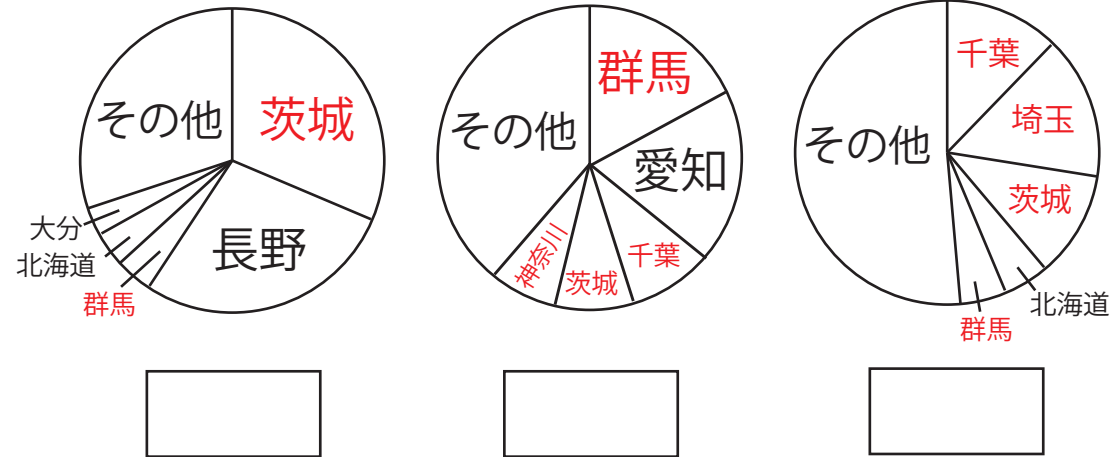 その他
茨城
長野
大分
北海道
群馬
その他
群馬
愛知
千葉
茨城
神奈川
その他
千葉
埼玉
茨城
北海道
群馬